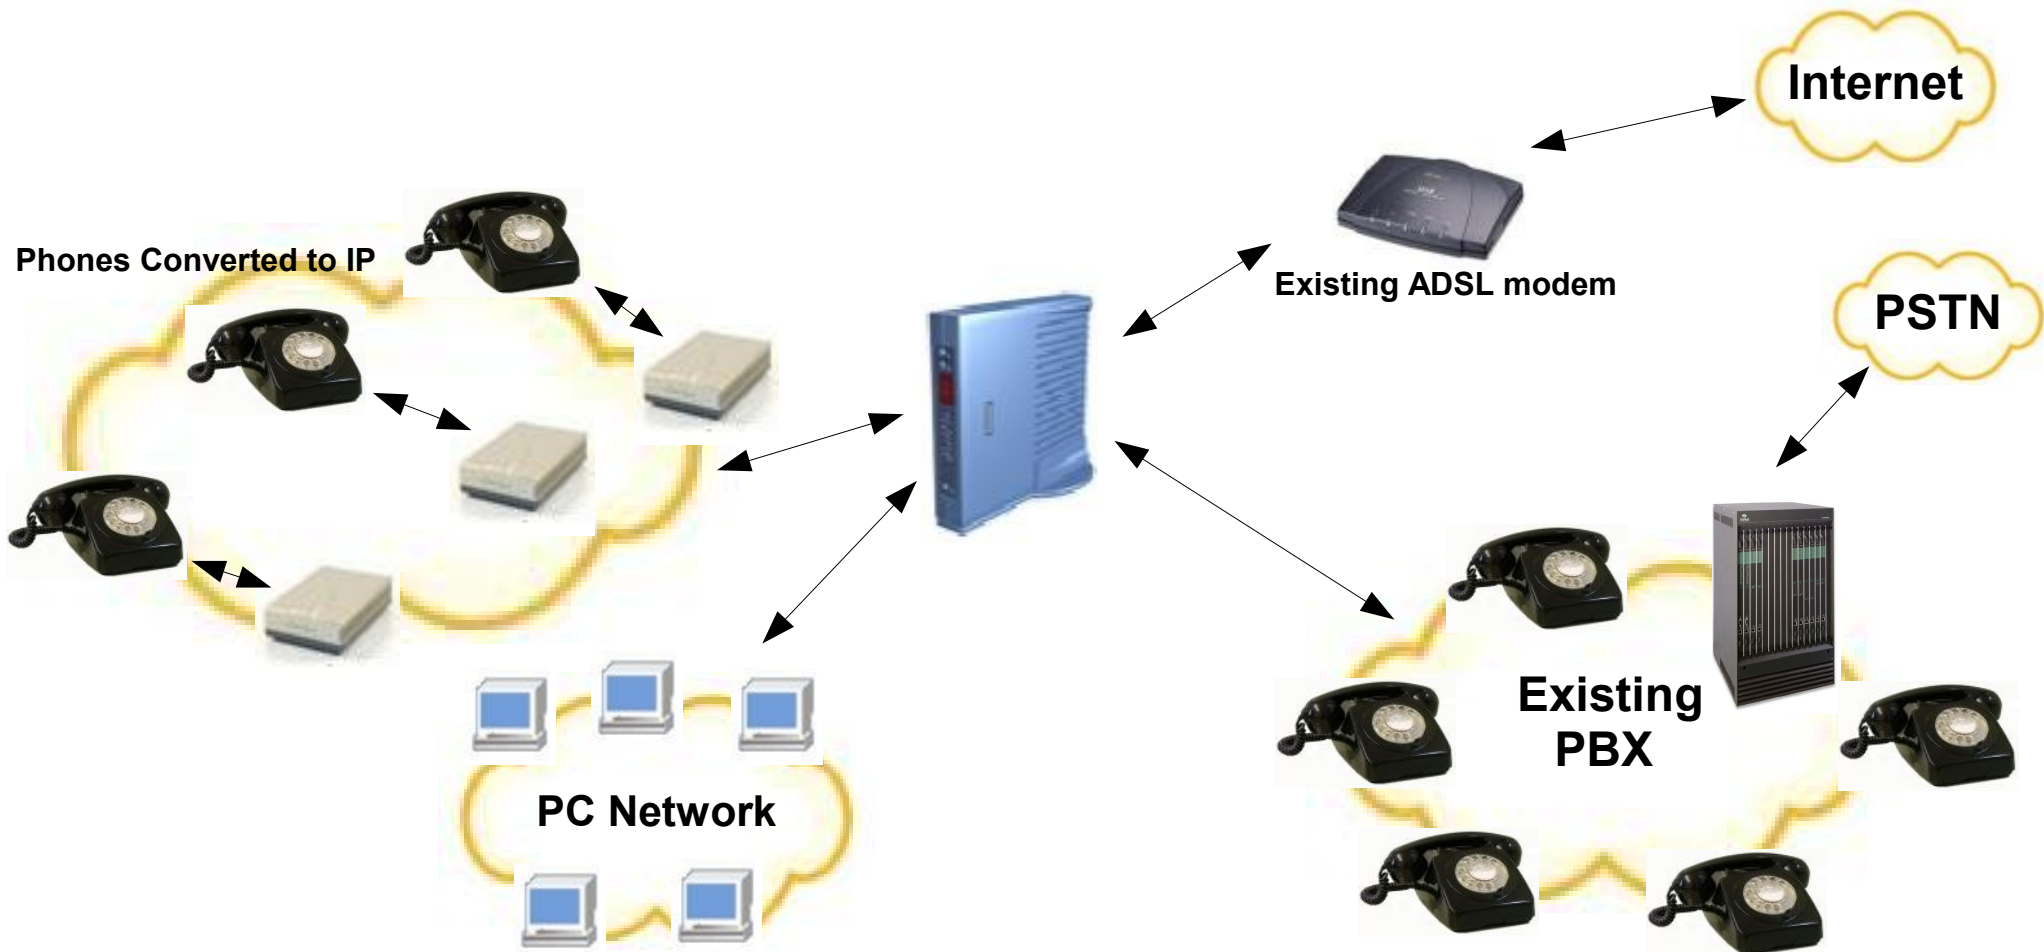 Internet
Phones Converted to IP
Existing ADSL modem
PSTN
Existing
PBX
PC Network